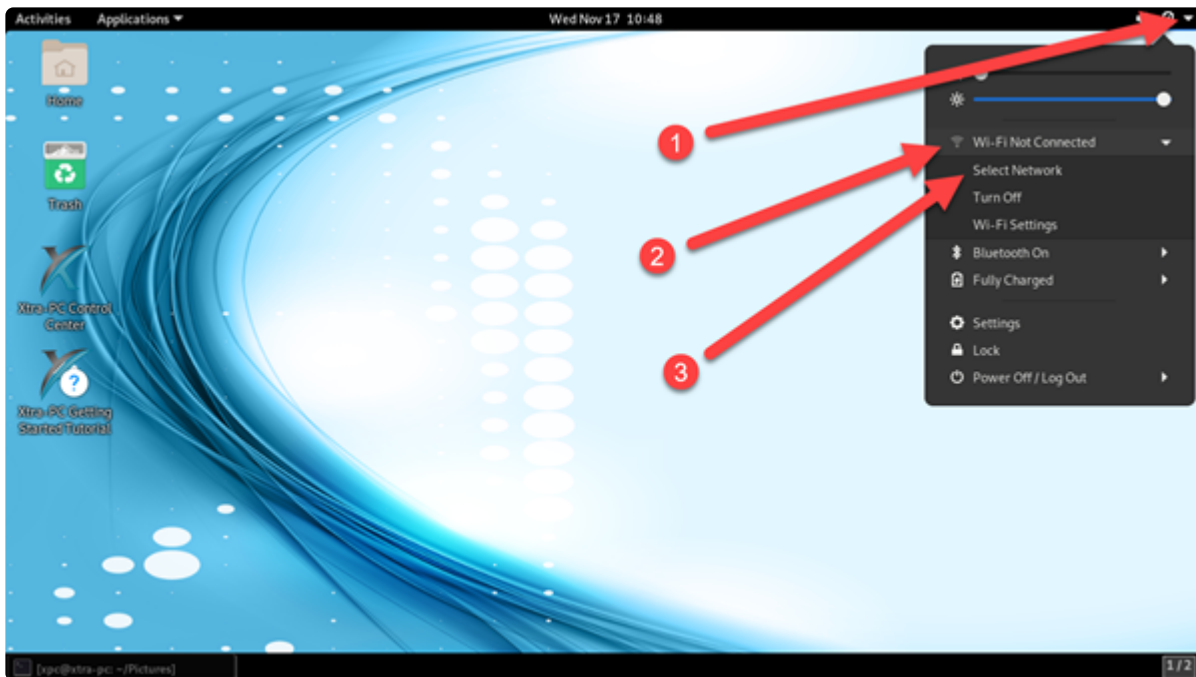 Activities Applications Wed Nov 17 10:48
Home
Trash
Xtra-PC Control
Center
Xtra-PC Getting
Started Tutorial
1
2
3
Wi-Fi Not Connected
Select Network
Turn Off
Wi-Fi Settings
Bluetooth On
Fully Charged
Settings
Lock
Power Off / Log Out
[xpc@xtra-pc: ~/Pictures]
1/2